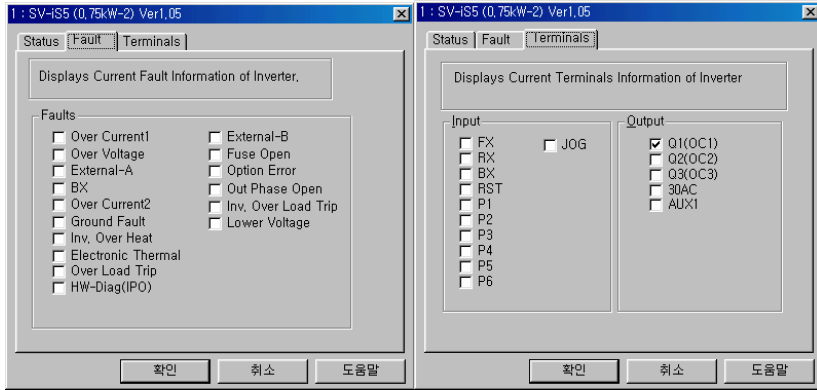 1 : SV-iS5 (0,75kW-2) Ver1,05
Status Fault Terminals
Displays Current Fault Information of Inverter,
Faults
Over Current1
Over Voltage
External-A
BX
Over Current2
Ground Fault
Inv, Over Heat
Electronic Thermal
Over Load Trip
HW-Diag(IPO)
External-B
Fuse Open
Option Error
Out Phase Open
Inv, Over Load Trip
Lower Voltage
확인 취소 도움말
1 : SV-iS5 (0,75kW-2) Ver1,05
Status Fault Terminals
Displays Current Terminals Information of Inverter
Input
FX
RX
BX
RST
P1
P2
P3
P4
P5
P6
JOG
Output
Q1(OC1)
Q2(OC2)
Q3(OC3)
30AC
AUX1
확인 취소 도움말